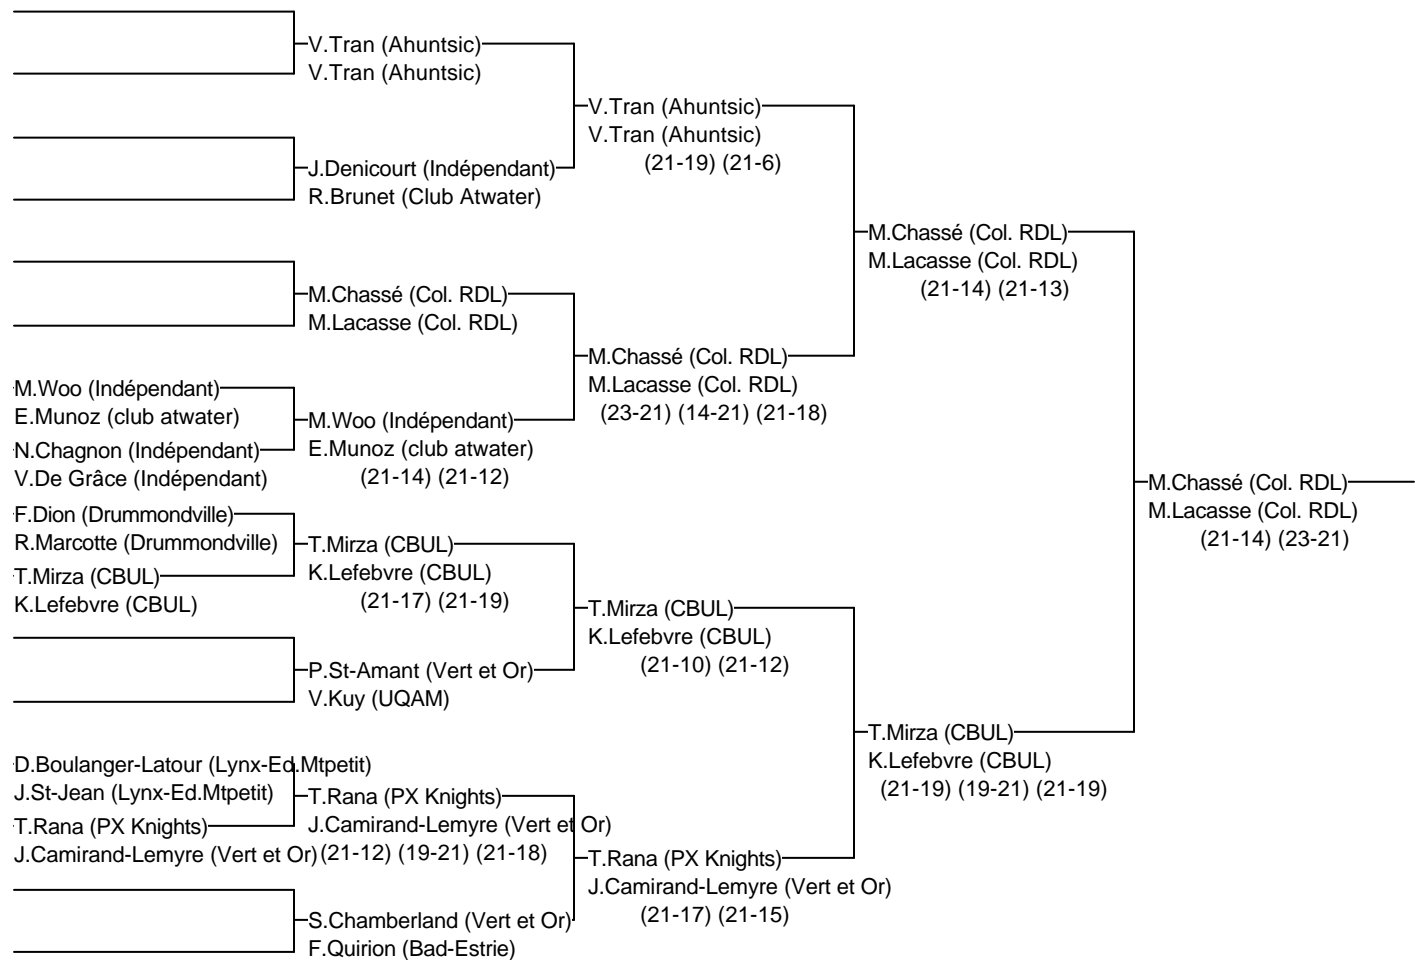 V.Tran (Ahuntsic)
V.Tran (Ahuntsic)
J.Denicourt (Indépendant)
R.Brunet (Club Atwater)
M.Chassé (Col. RDL)
M.Lacasse (Col. RDL)
M.Woo (Indépendant)
E.Munoz (club atwater)
N.Chagnon (Indépendant)
V.De Grâce (Indépendant)
M.Woo (Indépendant)
E.Munoz (club atwater)
(21-14) (21-12)
F.Dion (Drummondville)
R.Marcotte (Drummondville)
T.Mirza (CBUL)
K.Lefebvre (CBUL)
T.Mirza (CBUL)
K.Lefebvre (CBUL)
(21-17) (21-19)
P.St-Amant (Vert et Or)
V.Kuy (UQAM)
D.Boulanger-Latour (Lynx-Ed.Mtpetit)
J.St-Jean (Lynx-Ed.Mtpetit)
T.Rana (PX Knights)
J.Camirand-Lemyre (Vert et Or)
T.Rana (PX Knights)
J.Camirand-Lemyre (Vert et Or)
(21-12) (19-21) (21-18)
S.Chamberland (Vert et Or)
F.Quirion (Bad-Estrie)
V.Tran (Ahuntsic)
V.Tran (Ahuntsic)
(21-19) (21-6)
M.Chassé (Col. RDL)
M.Lacasse (Col. RDL)
(23-21) (14-21) (21-18)
T.Mirza (CBUL)
K.Lefebvre (CBUL)
(21-10) (21-12)
T.Rana (PX Knights)
J.Camirand-Lemyre (Vert et Or)
(21-17) (21-15)
M.Chassé (Col. RDL)
M.Lacasse (Col. RDL)
(21-14) (21-13)
T.Mirza (CBUL)
K.Lefebvre (CBUL)
(21-19) (19-21) (21-19)
M.Chassé (Col. RDL)
M.Lacasse (Col. RDL)
(21-14) (23-21)